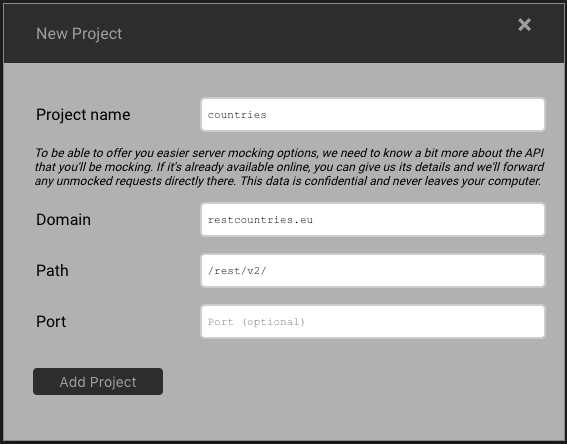 New Project
Project name
countries
To be able to offer you easier server mocking options, we need to know a bit more about the API
that you'll be mocking. If it's already available online, you can give us its details and we'll forward
any unmocked requests directly there. This data is confidential and never leaves your computer.
Domain
restcountries.eu
Path
/rest/v2/
Port
Port (optional)
Add Project